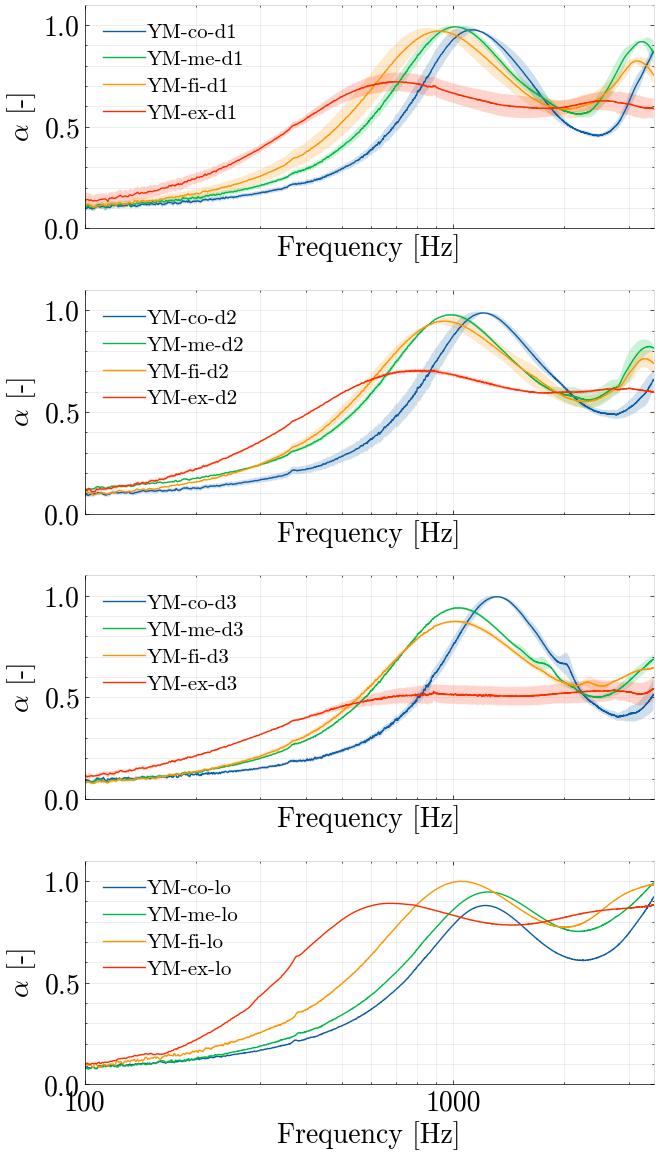 1.0
YM-co-d1
YM-me-d1
YM-fi-d1
YM-ex-d1
α [-]
0.5
0.0
Frequency [Hz]
1.0
YM-co-d2
YM-me-d2
YM-fi-d2
YM-ex-d2
α [-]
0.5
0.0
Frequency [Hz]
1.0
YM-co-d3
YM-me-d3
YM-fi-d3
YM-ex-d3
α [-]
0.5
0.0
Frequency [Hz]
1.0
YM-co-lo
YM-me-lo
YM-fi-lo
YM-ex-lo
α [-]
0.5
0.0
100 1000
Frequency [Hz]